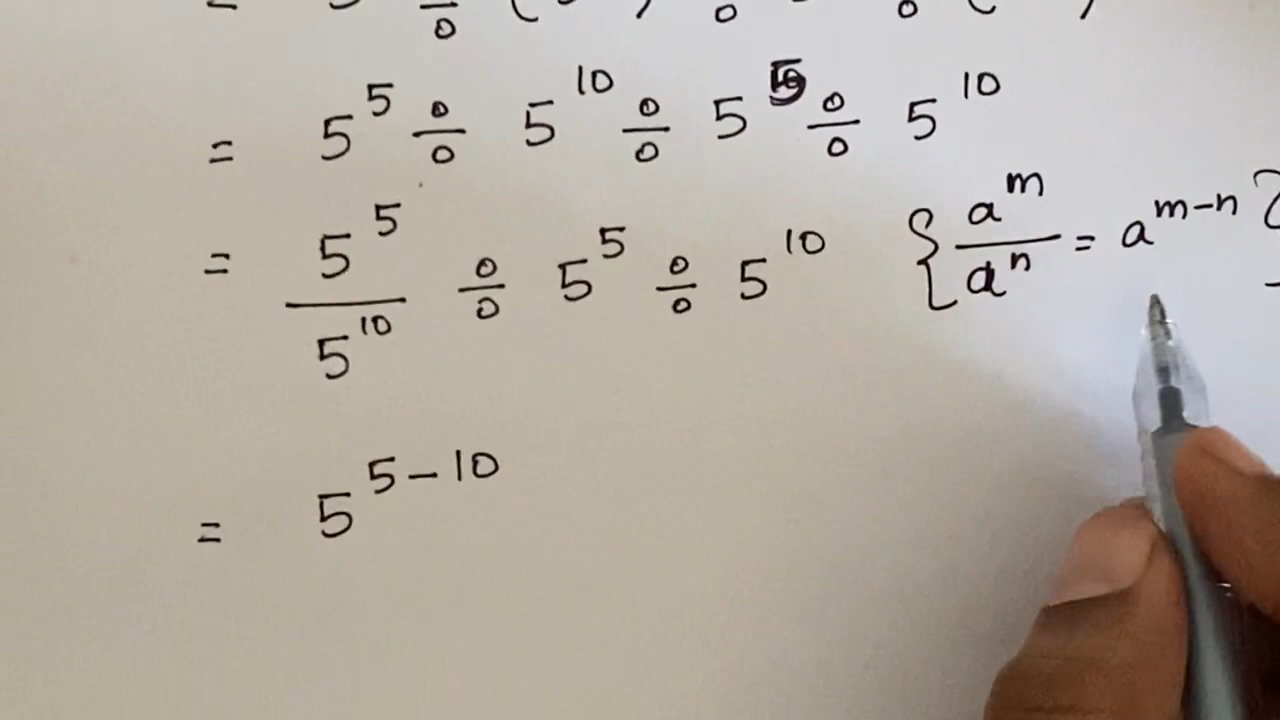 = 5^5 ÷ 5^10 ÷ 5^5 ÷ 5^10
= 5^5 / 5^10 ÷ 5^5 ÷ 5^10 { a^m / a^n = a^(m-n) }
= 5^(5-10)